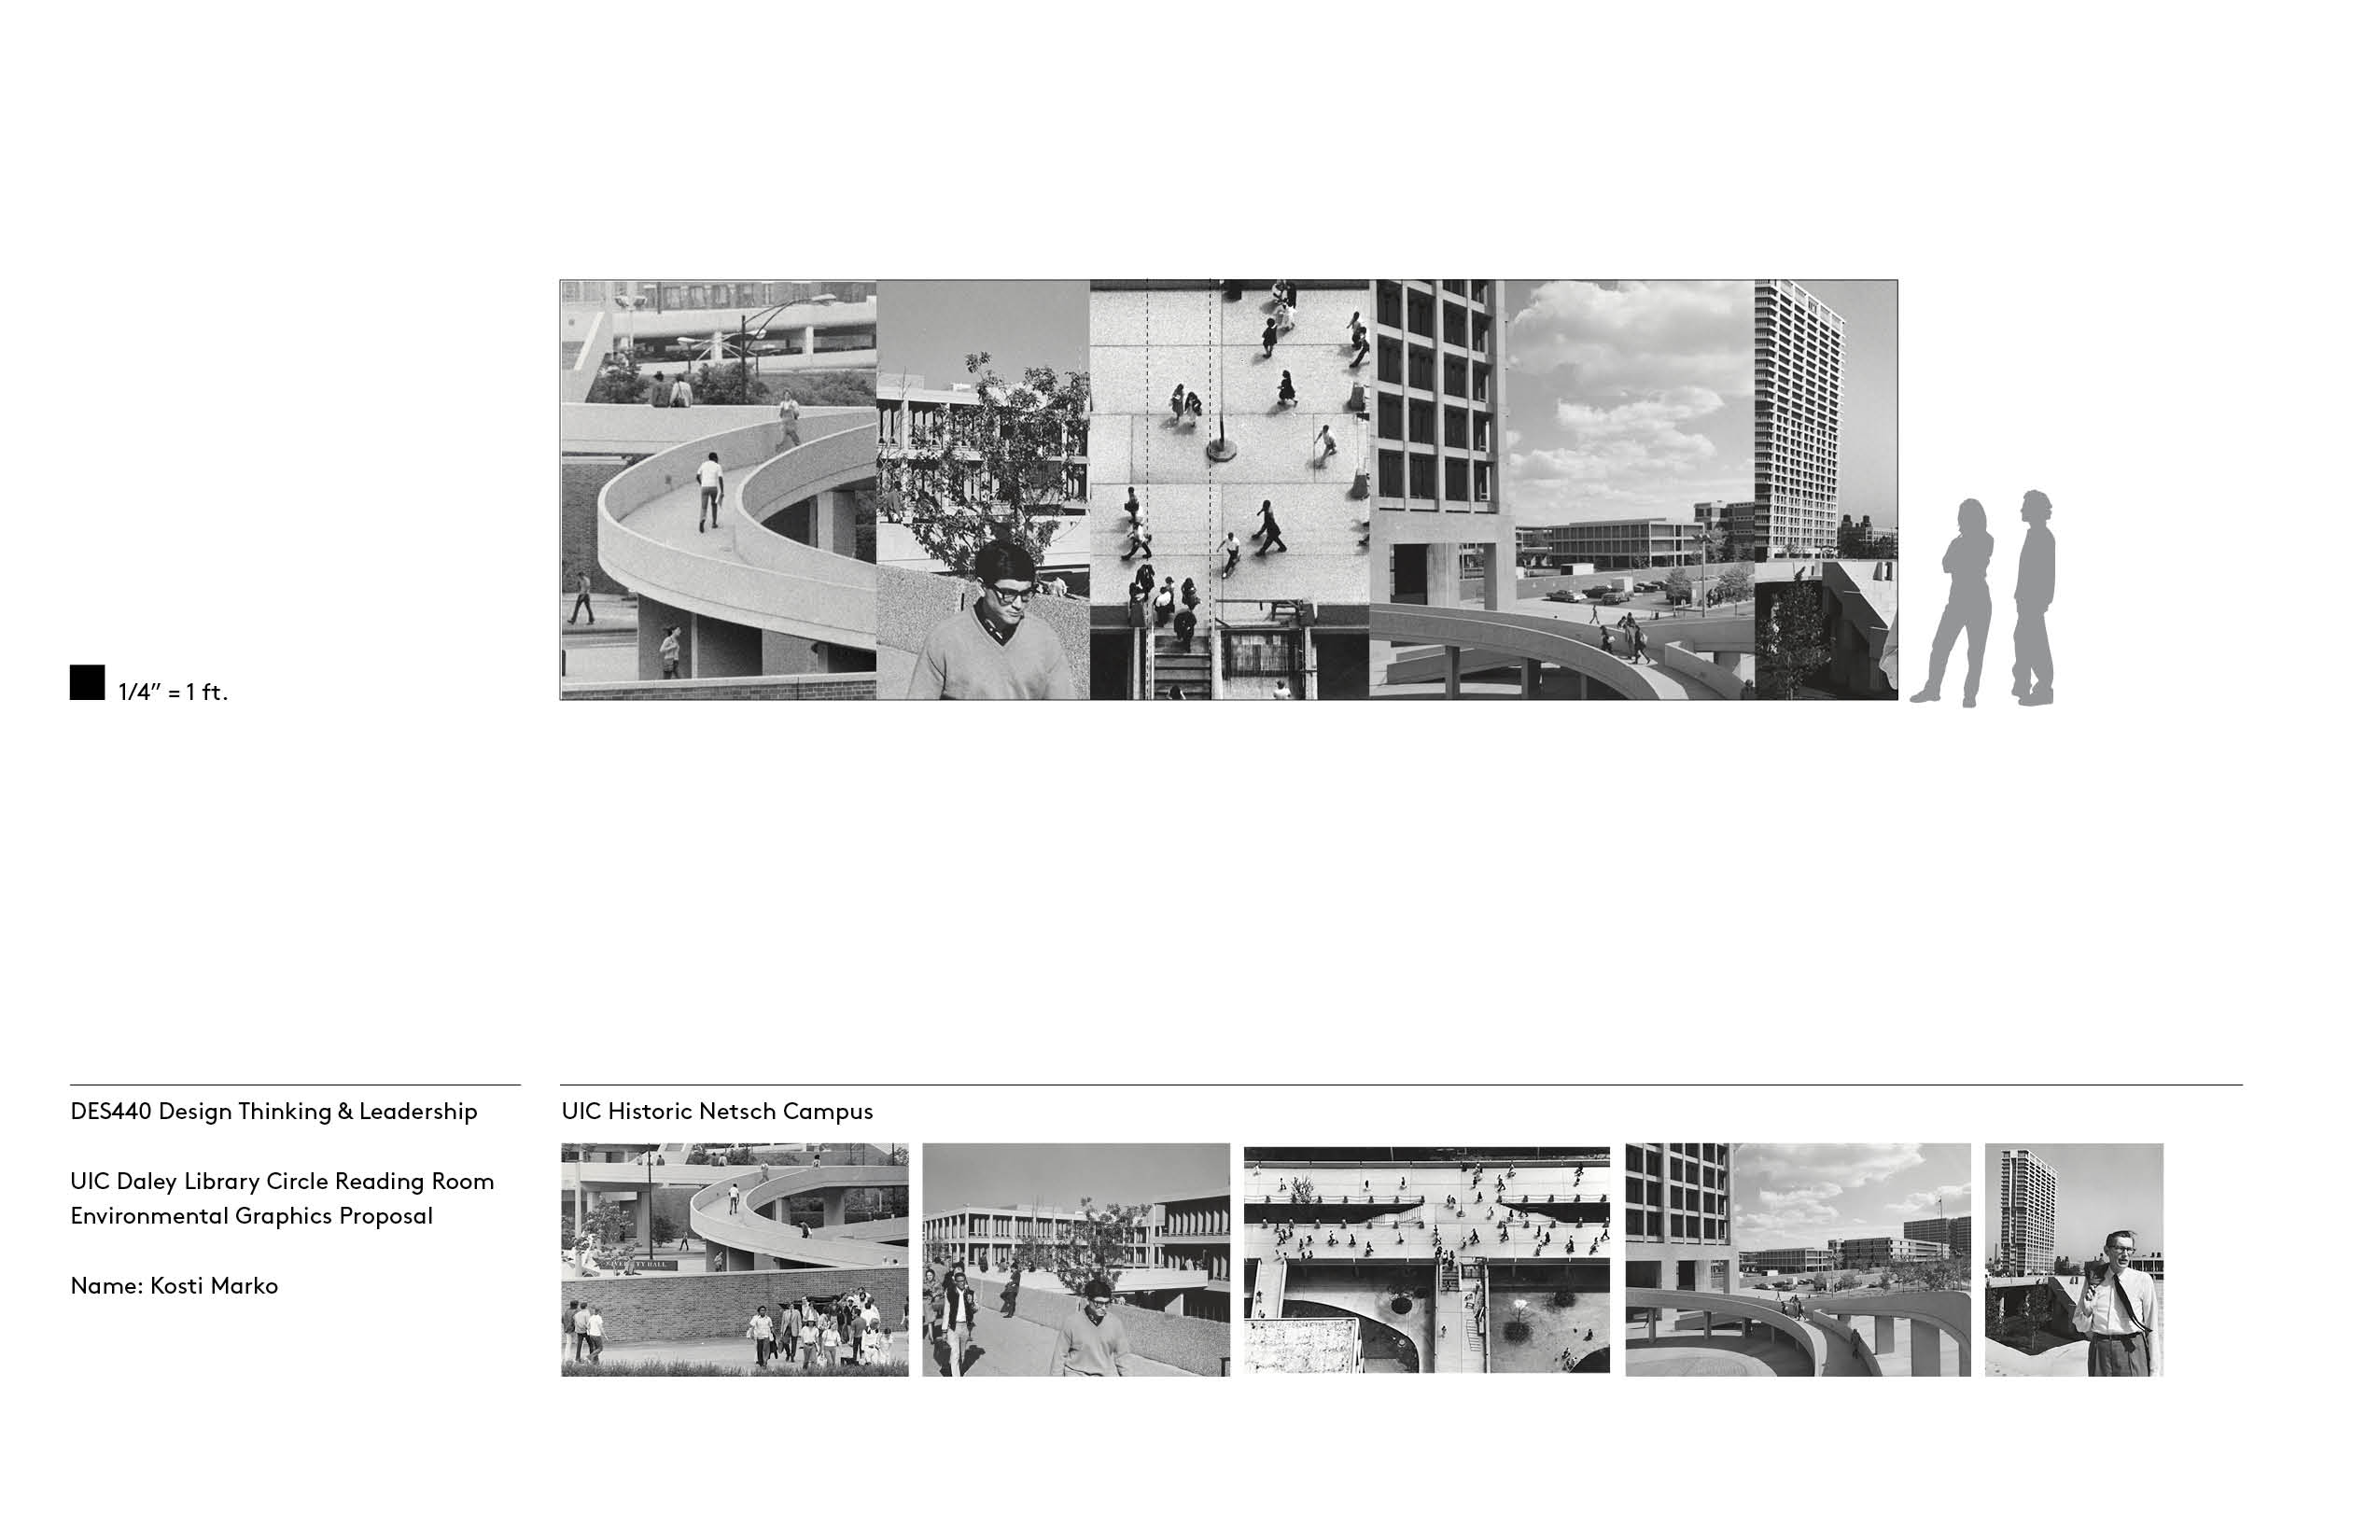 1/4″ = 1 ft.
DES440 Design Thinking & Leadership
UIC Daley Library Circle Reading Room
Environmental Graphics Proposal
Name: Kosti Marko
UIC Historic Netsch Campus